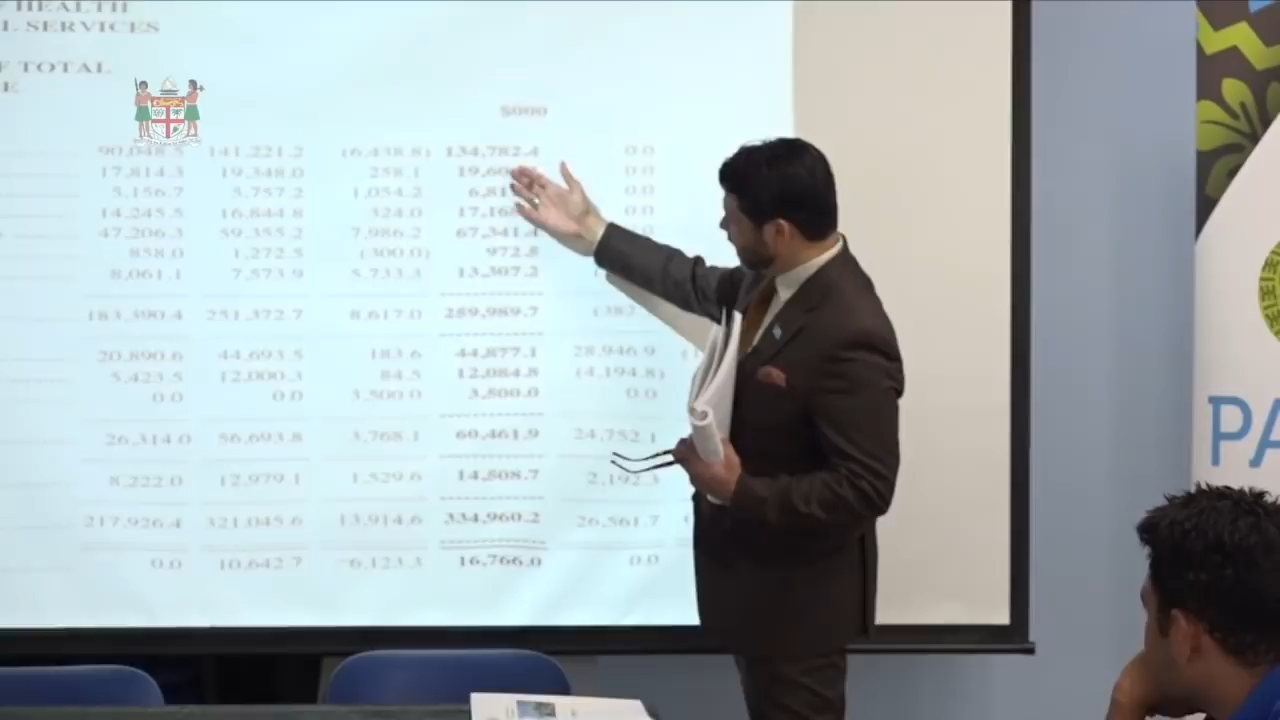 HEALTH
L SERVICES
F TOTAL
E
$000
90,048.5 141,221.2 (6,438.8) 134,782.4 0.0
17,814.3 19,348.0 258.1 0.0
5,156.7 5,757.2 1,054.2 0.0
14,245.5 16,844.8 324.0 0.0
47,206.3 59,355.2 7,986.2 67,341.4
858.0 1,272.5 (300.0) 972.5
8,061.1 7,573.9 5,733.3 13,307.2
183,390.4 251,372.7 8,617.0 259,989.7
20,890.6 44,693.5 183.6 44,877.1 28,946.9
5,423.5 12,000.3 84.5 12,084.8 (4,194.8)
0.0 0.0 3,500.0 3,500.0 0.0
26,314.0 56,693.8 3,768.1 60,461.9 24,752.1
8,222.0 12,979.1 1,529.6 14,508.7 2,192.3
217,926.4 321,045.6 13,914.6 334,960.2 26,561.7
0.0 10,642.7 6,123.3 16,766.0 0.0
PA